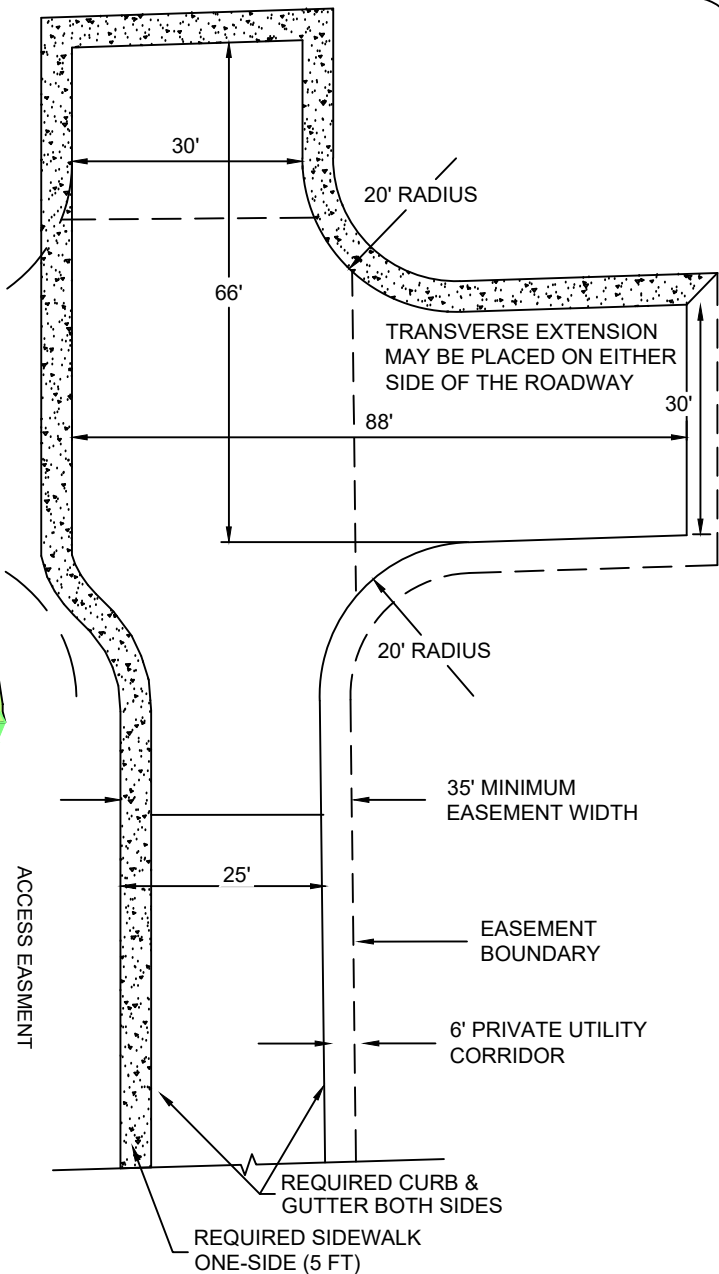 30'
20' RADIUS
66'
TRANSVERSE EXTENSION
MAY BE PLACED ON EITHER
SIDE OF THE ROADWAY
30'
88'
20' RADIUS
35' MINIMUM
EASEMENT WIDTH
25'
ACCESS EASMENT
EASEMENT
BOUNDARY
6' PRIVATE UTILITY
CORRIDOR
REQUIRED CURB &
GUTTER BOTH SIDES
REQUIRED SIDEWALK
ONE-SIDE (5 FT)